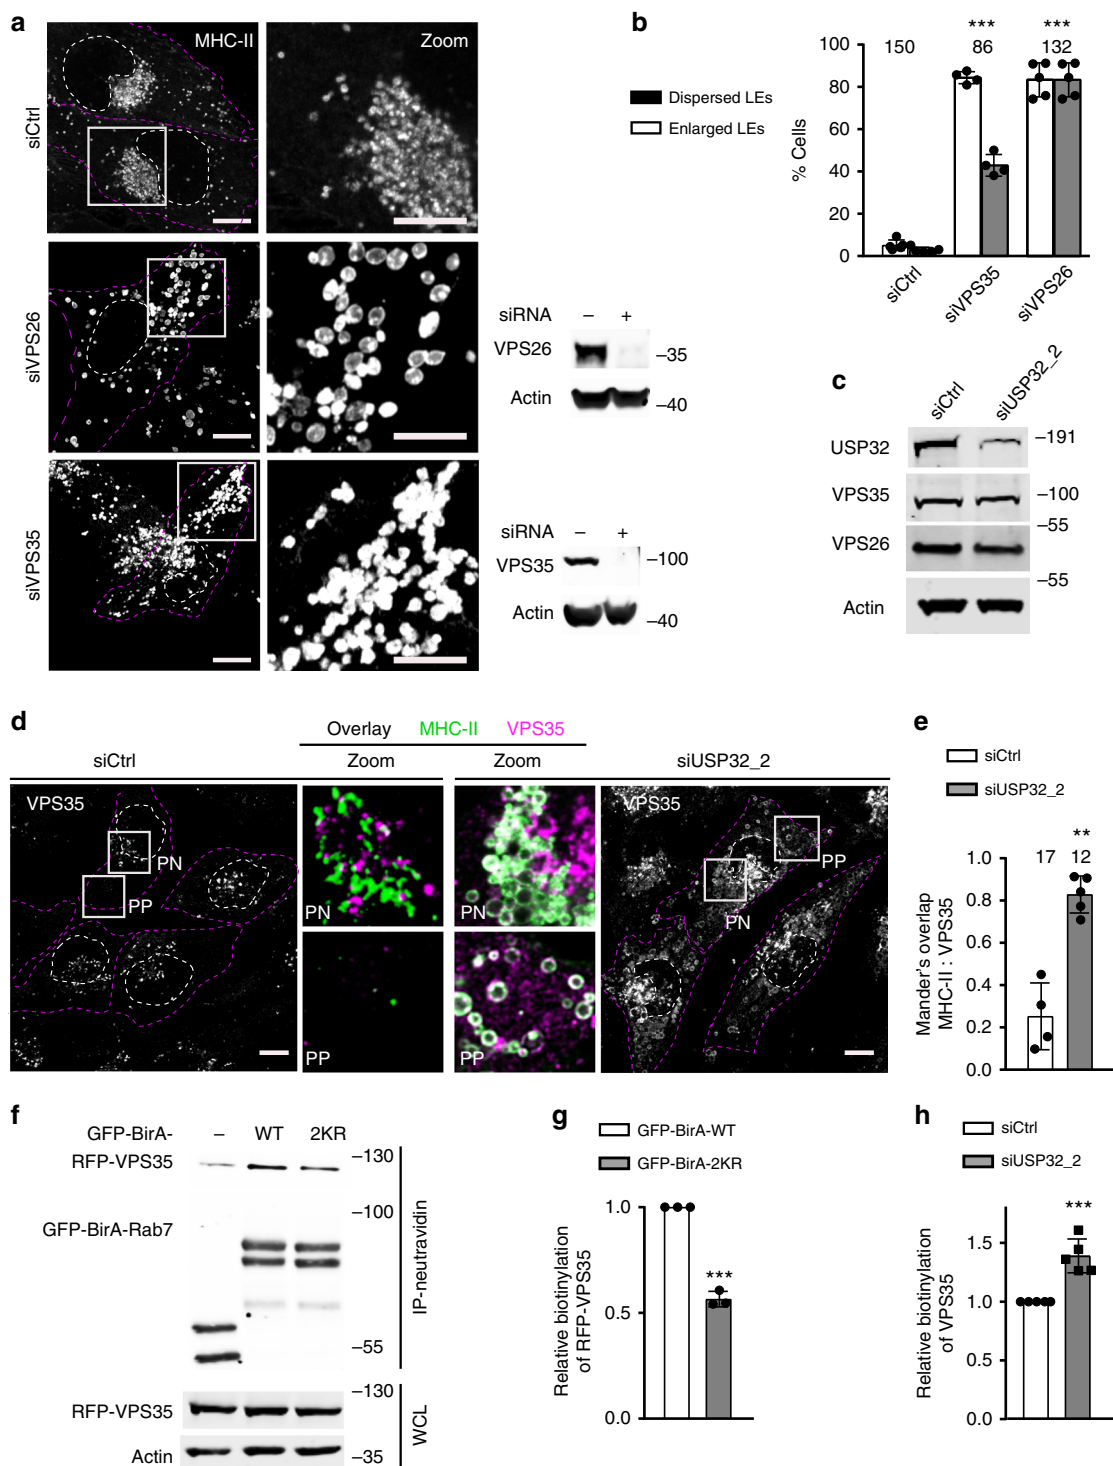 a
MHC-II
Zoom
siCtrl
siVPS26
siVPS35
siRNA – +
VPS26
–35
Actin
–40
siRNA – +
VPS35
–100
Actin
–40
b
Dispersed LEs
Enlarged LEs
% Cells
100
80
60
40
20
0
150
***
86
***
132
siCtrl
siVPS35
siVPS26
c
siCtrl
siUSP32_2
USP32
–191
VPS35
–100
–55
VPS26
–55
Actin
d
Overlay MHC-II VPS35
siCtrl
Zoom
Zoom
siUSP32_2
VPS35
PN
PP
PN
PP
PN
PP
VPS35
PP
PN
e
siCtrl
siUSP32_2
Mander's overlap
MHC-II : VPS35
1.0
0.8
0.6
0.4
0.2
0.0
17
**
12
f
GFP-BirA- – WT 2KR
RFP-VPS35
–130
–100
GFP-BirA-Rab7
–55
IP-neutravidin
RFP-VPS35
–130
Actin
–35
WCL
g
GFP-BirA-WT
GFP-BirA-2KR
Relative biotinylation
of RFP-VPS35
1.0
0.5
0.0
***
h
siCtrl
siUSP32_2
Relative biotinylation
of VPS35
1.5
1.0
0.5
0.0
***